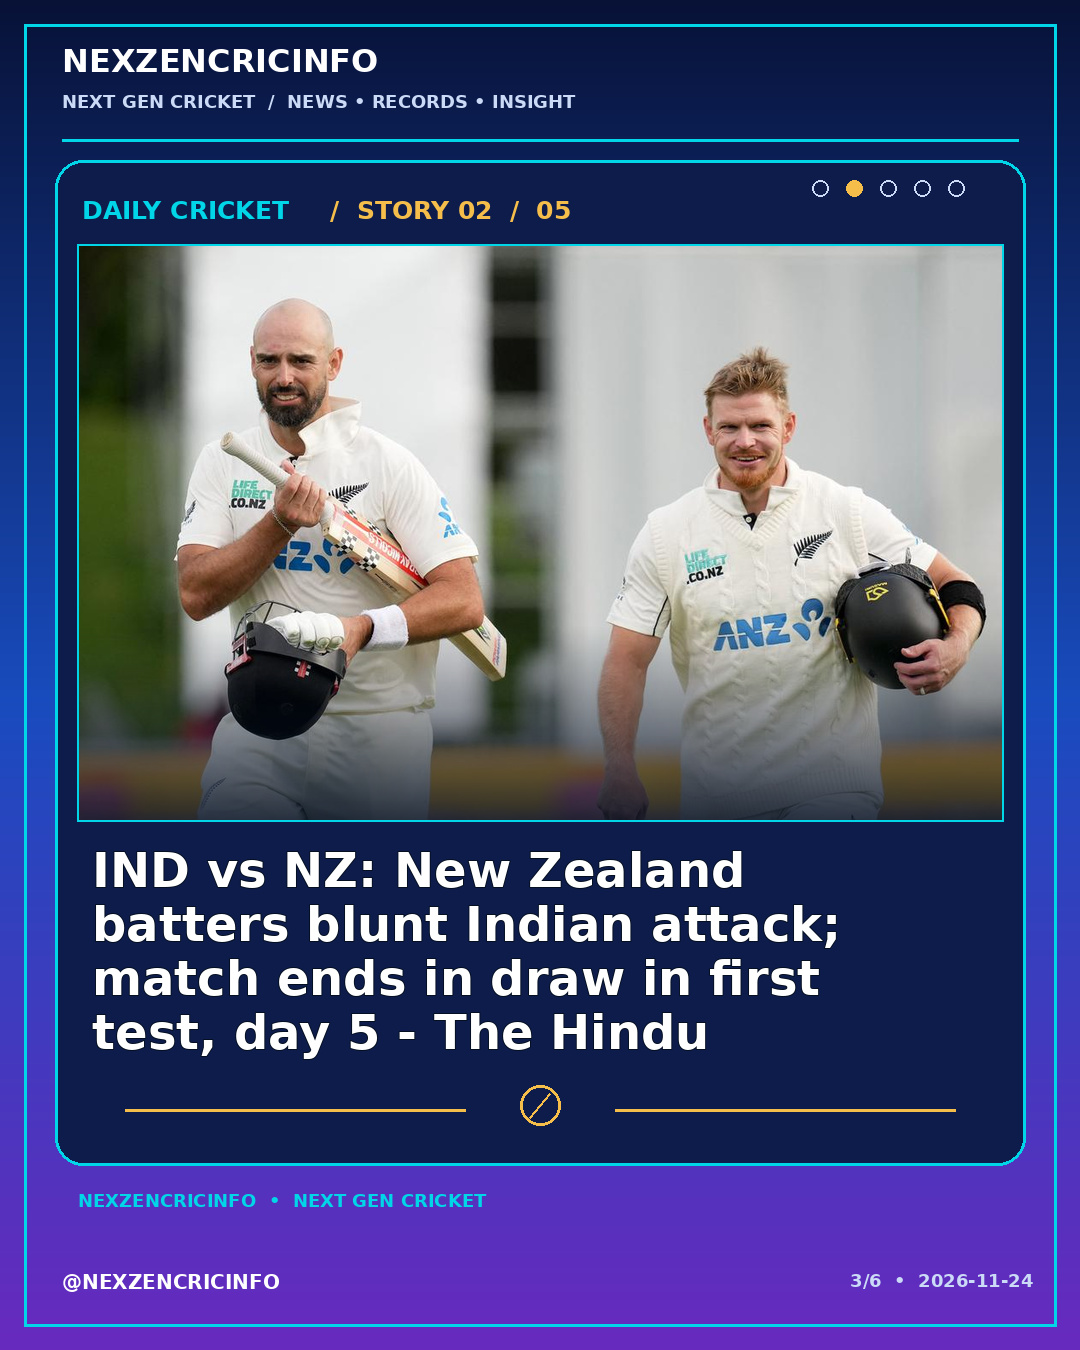 NEXZENCRICINFO
NEXT GEN CRICKET / NEWS • RECORDS • INSIGHT
DAILY CRICKET / STORY 02 / 05
LIFE
DIRECT
.CO.NZ
NZ
LIFE
DIRECT
.CO.NZ
ANZ
IND vs NZ: New Zealand
batters blunt Indian attack;
match ends in draw in first
test, day 5 - The Hindu
NEXZENCRICINFO • NEXT GEN CRICKET
@NEXZENCRICINFO
3/6 • 2026-11-24